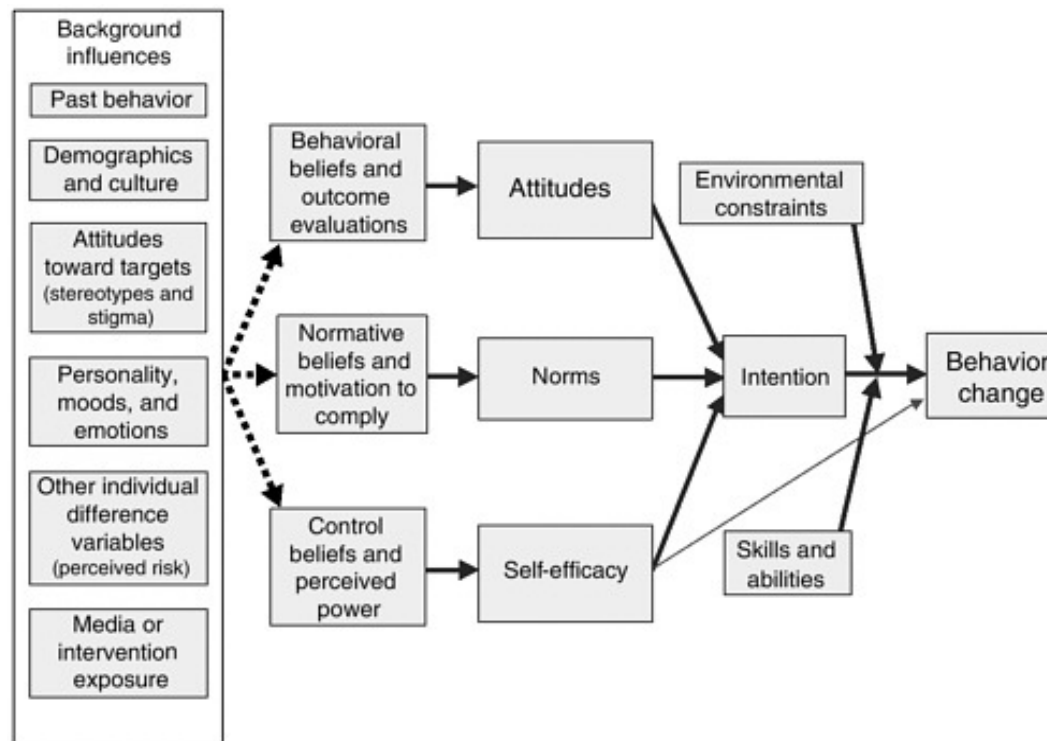 Background
influences
Past behavior
Demographics
and culture
Attitudes
toward targets
(stereotypes and
stigma)
Personality,
moods, and
emotions
Other individual
difference
variables
(perceived risk)
Media or
intervention
exposure
Behavioral
beliefs and
outcome
evaluations
Normative
beliefs and
motivation to
comply
Control
beliefs and
perceived
power
Attitudes
Norms
Self-efficacy
Environmental
constraints
Intention
Skills and
abilities
Behavior
change